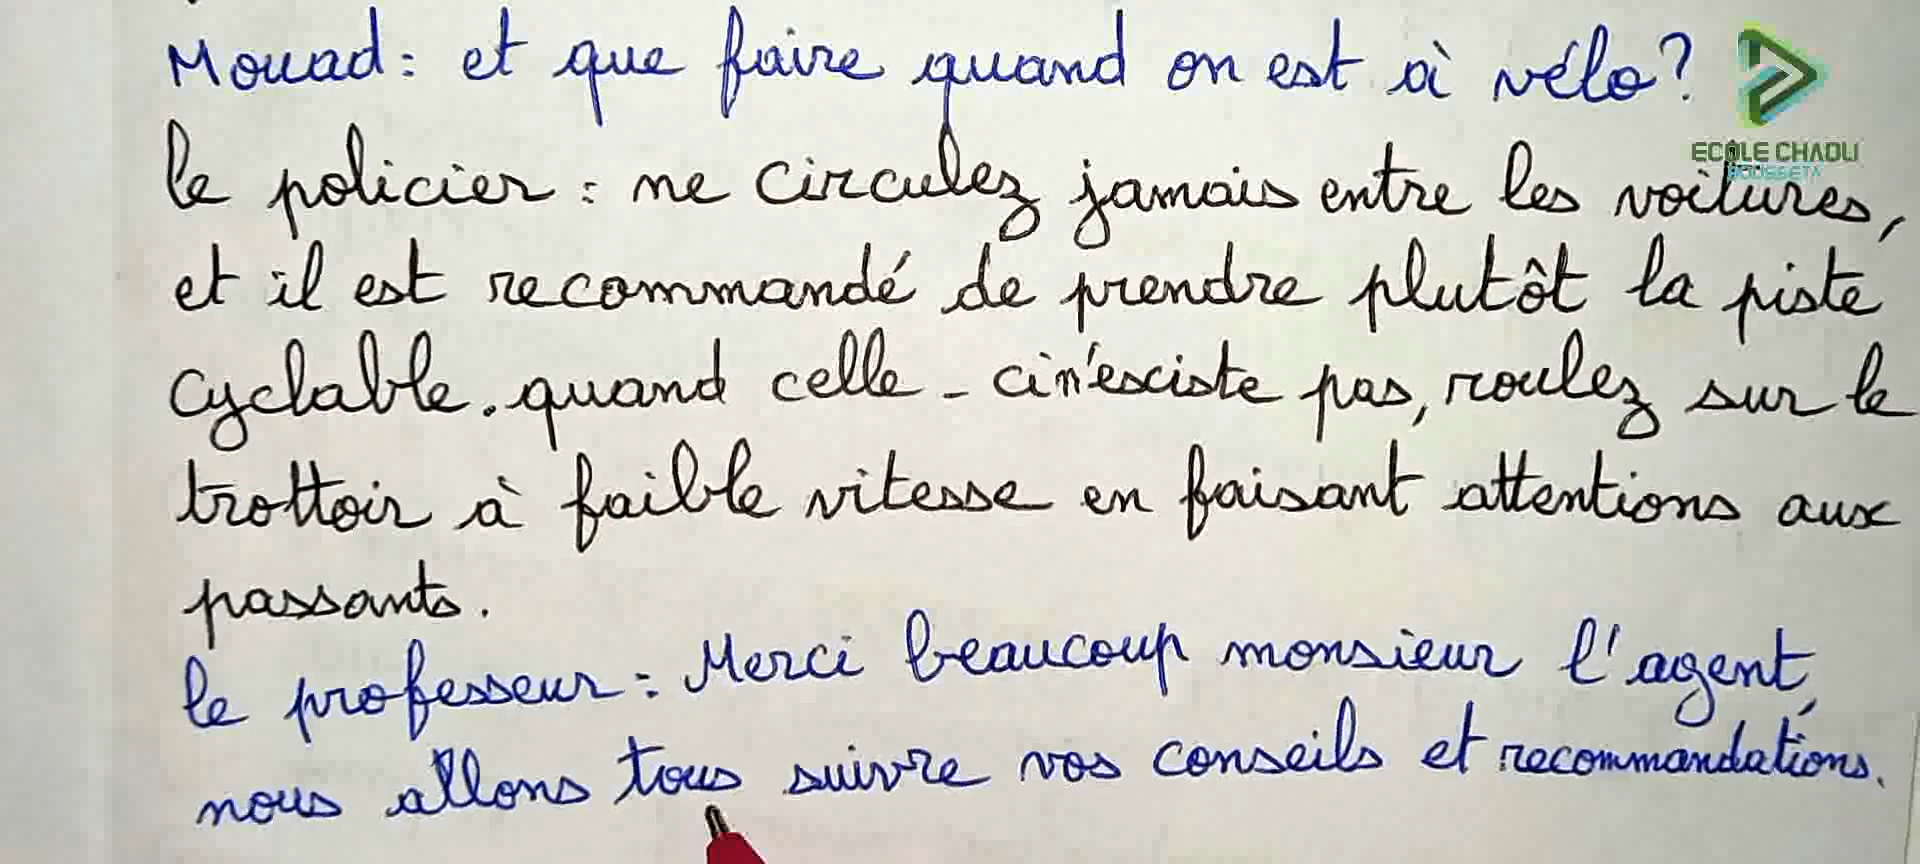 Mouad : et que faire quand on est à vélo ?
le policier : ne circulez jamais entre les voitures,
et il est recommandé de prendre plutôt la piste
cyclable. quand celle - ci n'existe pas, roulez sur le
trottoir à faible vitesse en faisant attentions aux
passants.
le professeur : Merci beaucoup monsieur l'agent,
nous allons tous suivre vos conseils et recommandations.
ECOLE CHADLI
BOUSSETA